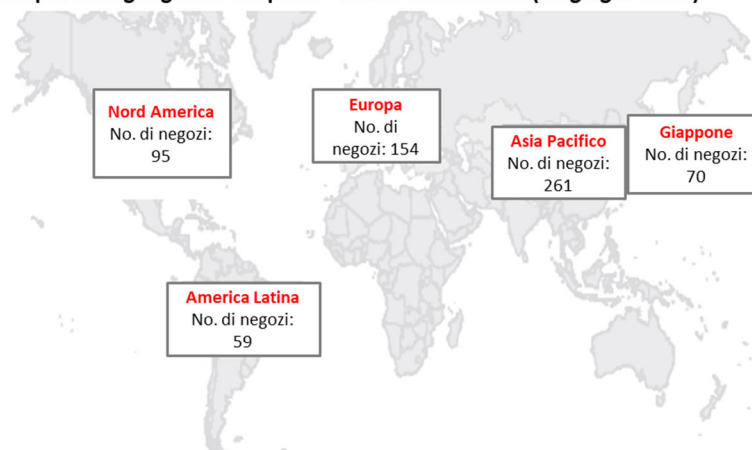 Nord America
No. di negozi:
95
Europa
No. di
negozi: 154
Asia Pacifico
No. di negozi:
261
Giappone
No. di negozi:
70
America Latina
No. di negozi:
59